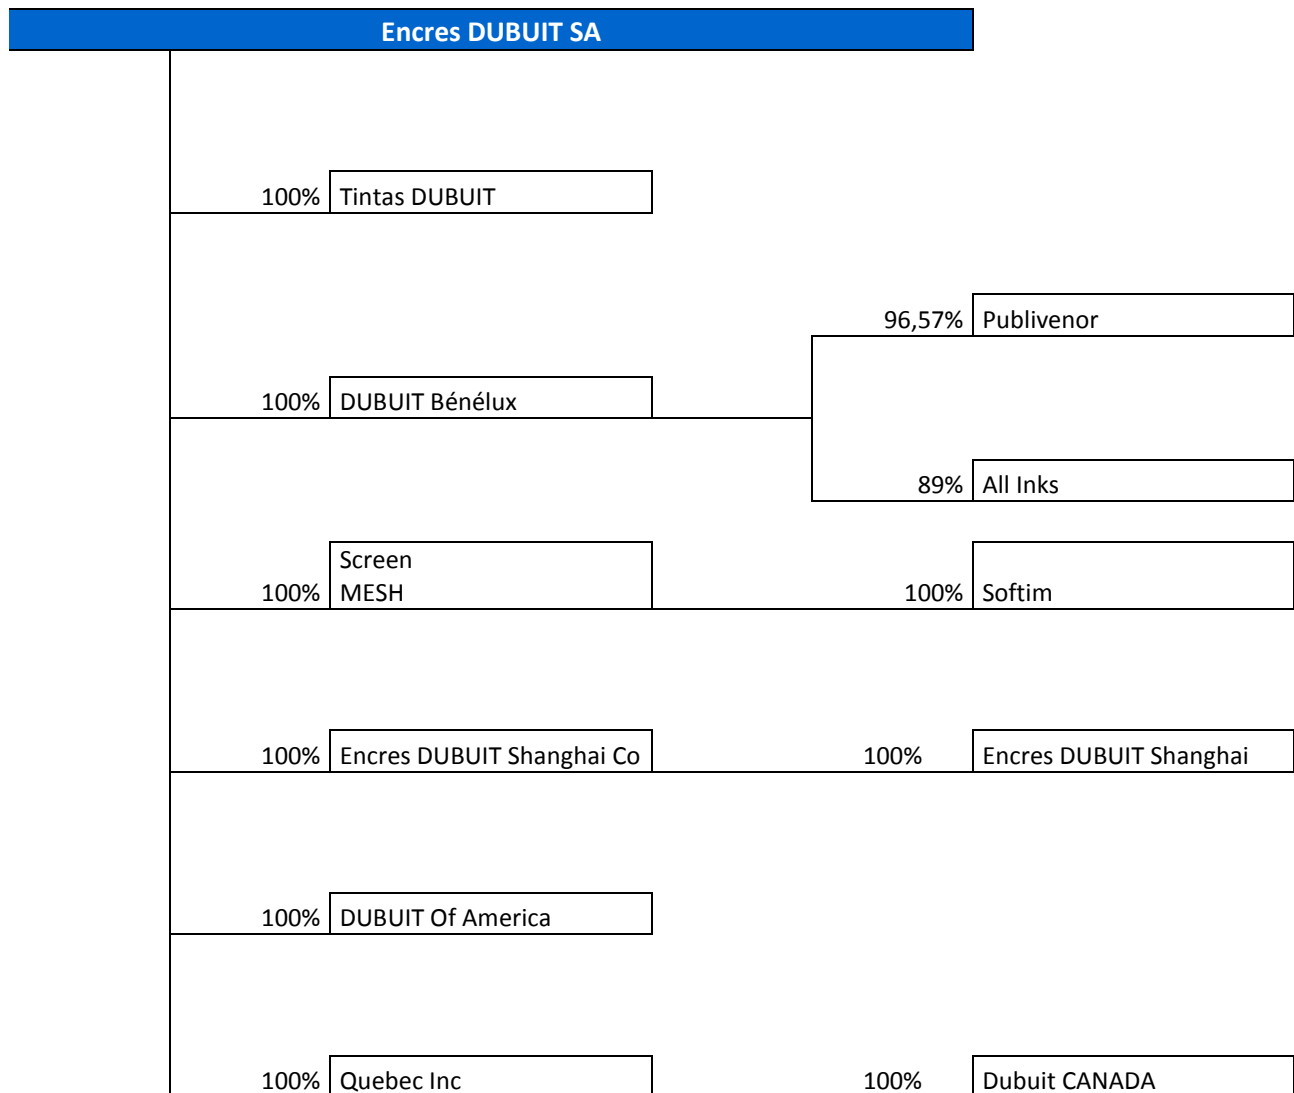 Encres DUBUIT SA
100% Tintas DUBUIT
96,57% Publivenor
100% DUBUIT Bénélux
89% All Inks
Screen
100% MESH 100% Softim
100% Encres DUBUIT Shanghai Co 100% Encres DUBUIT Shanghai
100% DUBUIT Of America
100% Quebec Inc 100% Dubuit CANADA